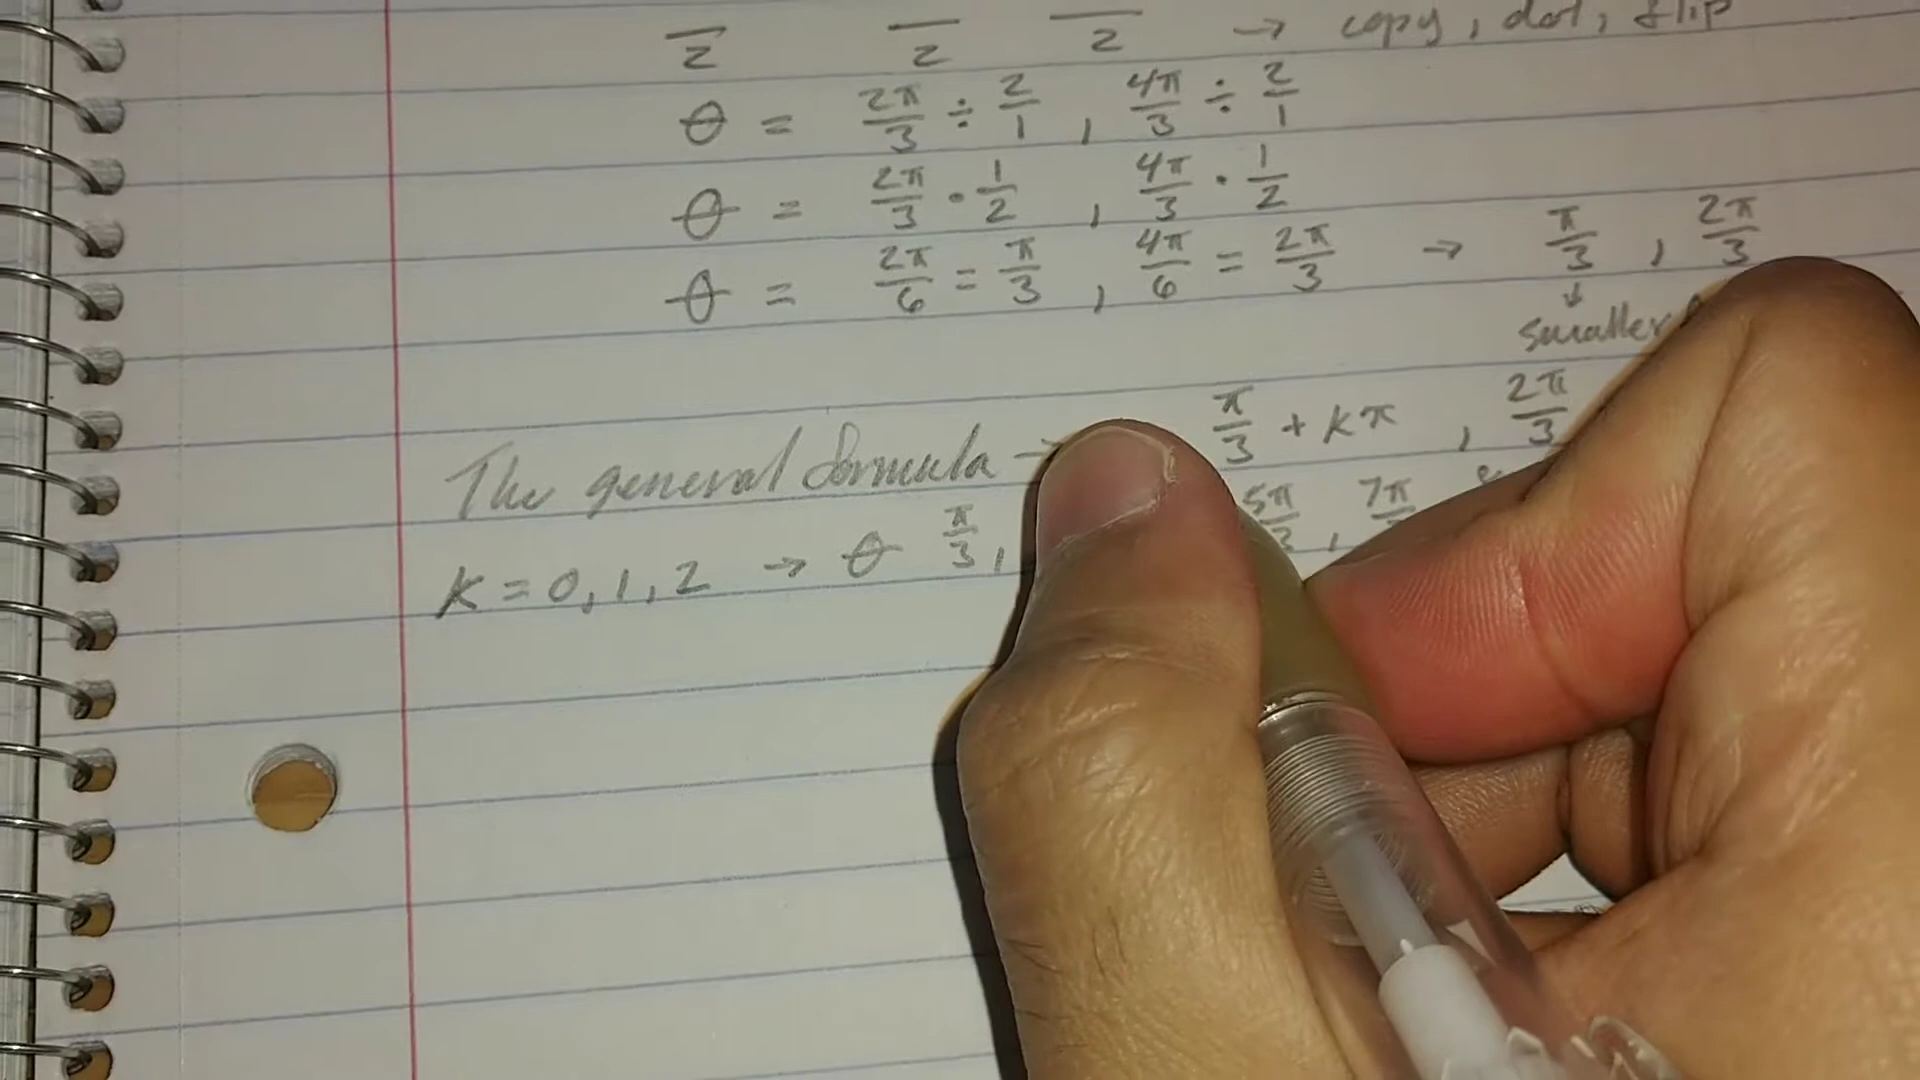 ― ― ― → copy, dot, flip
2 2 2
θ = 2π/3 ÷ 2/1 , 4π/3 ÷ 2/1
θ = 2π/3 · 1/2 , 4π/3 · 1/2
θ = 2π/6 = π/3 , 4π/6 = 2π/3 → π/3 , 2π/3
↓
smaller
The general formula → π/3 + kπ , 2π/3
K = 0, 1, 2 → θ π/3, 5π/3, 7π